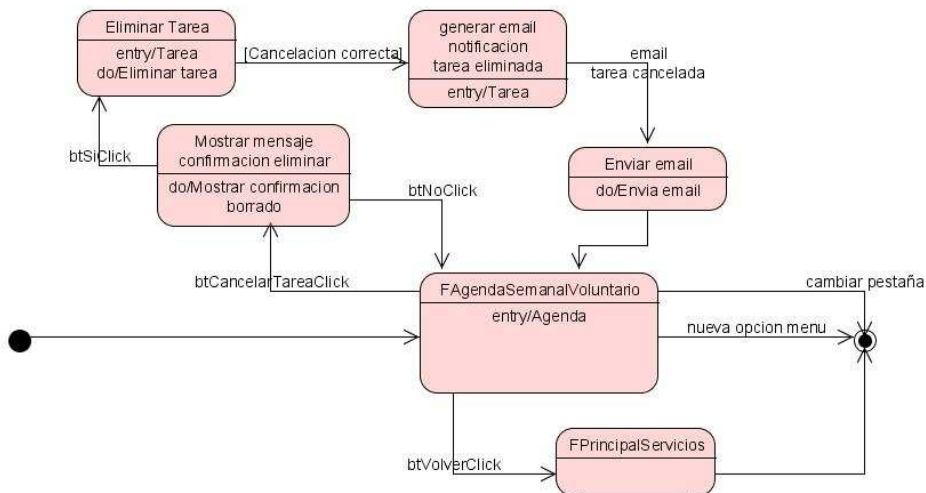 Eliminar Tarea
entry/Tarea
do/Eliminar tarea
[Cancelacion correcta]
generar email
notificacion
tarea eliminada
entry/Tarea
email
tarea cancelada
btSiClick
Mostrar mensaje
confirmacion eliminar
do/Mostrar confirmacion
borrado
btNoClick
Enviar email
do/Envia email
btCancelarTareaClick
FAgendaSemanalVoluntario
entry/Agenda
cambiar pestaña
nueva opcion menu
btVolverClick
FPrincipalServicios